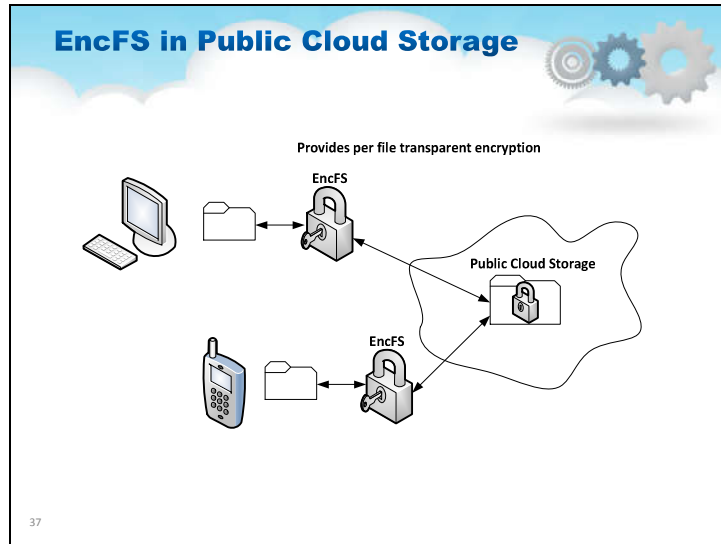 EncFS in Public Cloud Storage
Provides per file transparent encryption
EncFS
Public Cloud Storage
EncFS
37